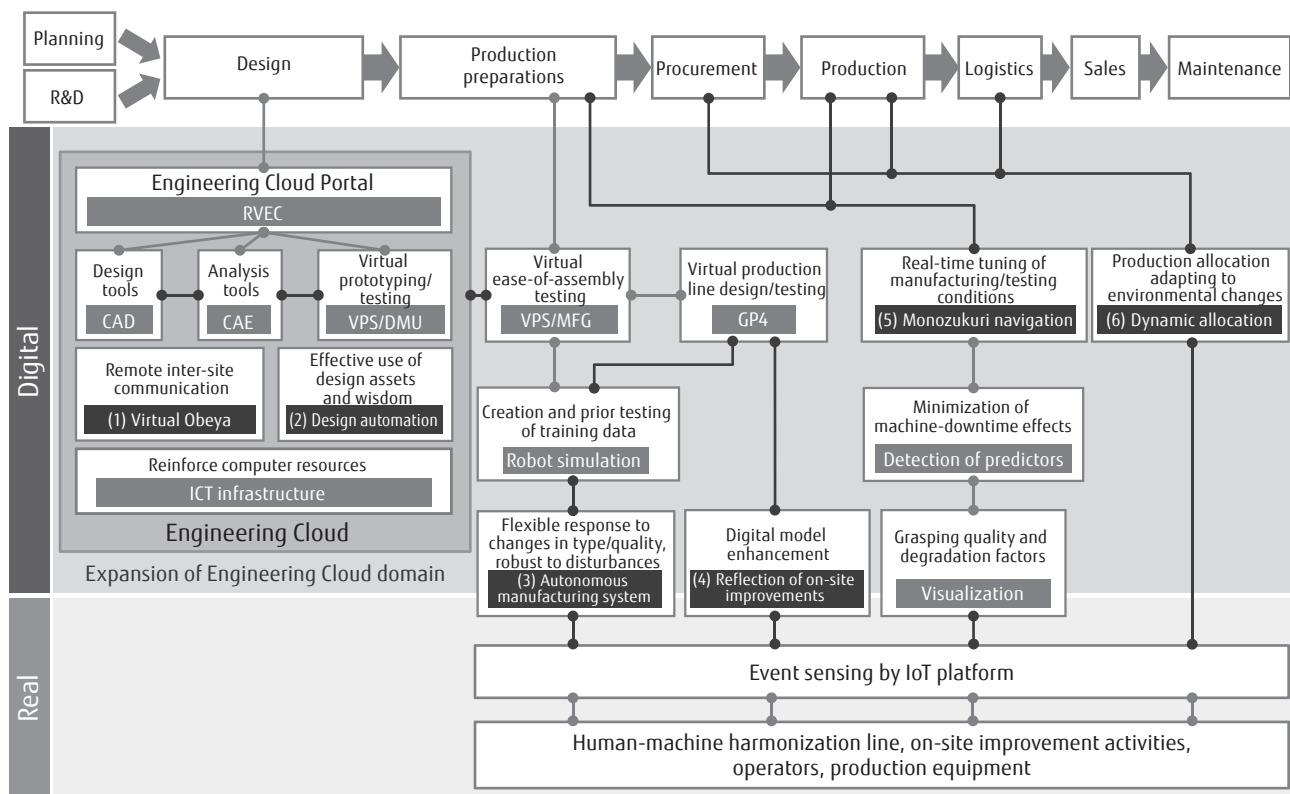 Planning
R&D
Design
Production
preparations
Procurement
Production
Logistics
Sales
Maintenance
Digital
Engineering Cloud Portal
RVEC
Design
tools
CAD
Analysis
tools
CAE
Virtual
prototyping/
testing
VPS/DMU
Virtual
ease-of-assembly
testing
VPS/MFG
Virtual production
line design/testing
GP4
Real-time tuning of
manufacturing/testing
conditions
(5) Monozukuri navigation
Production allocation
adapting to
environmental changes
(6) Dynamic allocation
Remote inter-site
communication
(1) Virtual Obeya
Effective use of
design assets
and wisdom
(2) Design automation
Creation and prior testing
of training data
Robot simulation
Minimization of
machine-downtime effects
Detection of predictors
Reinforce computer resources
ICT infrastructure
Engineering Cloud
Expansion of Engineering Cloud domain
Flexible response to
changes in type/quality,
robust to disturbances
(3) Autonomous
manufacturing system
Digital model
enhancement
(4) Reflection of on-site
improvements
Grasping quality and
degradation factors
Visualization
Real
Event sensing by IoT platform
Human-machine harmonization line, on-site improvement activities,
operators, production equipment